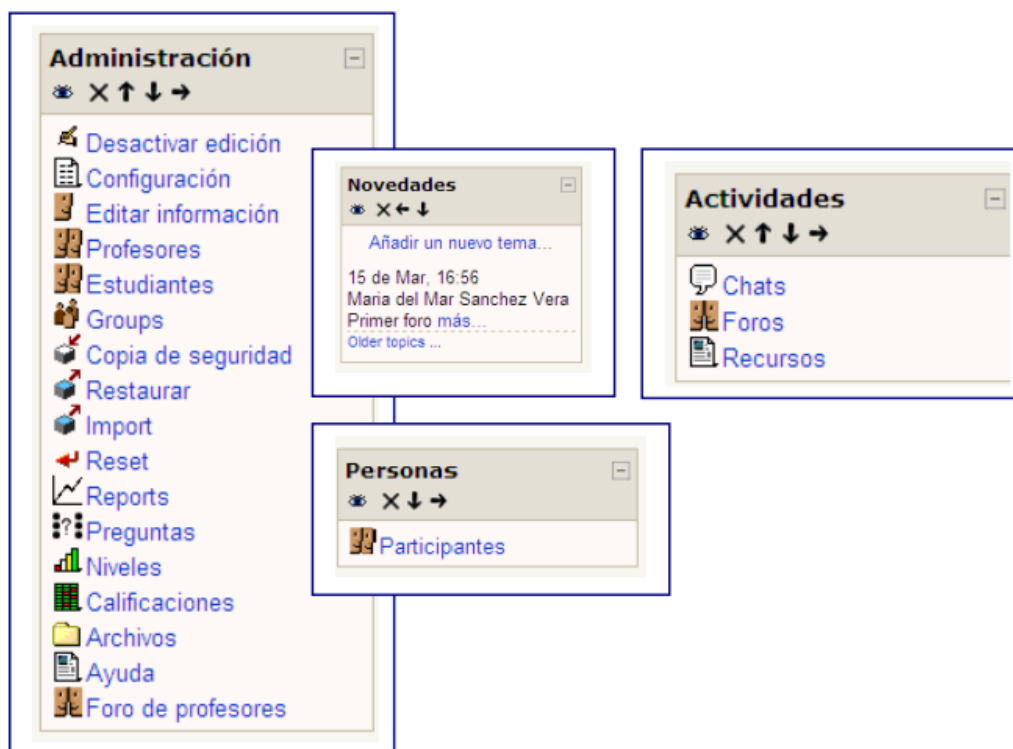 Administración
Desactivar edición
Configuración
Editar información
Profesores
Estudiantes
Groups
Copia de seguridad
Restaurar
Import
Reset
Reports
Preguntas
Niveles
Calificaciones
Archivos
Ayuda
Foro de profesores
Novedades
Añadir un nuevo tema...
15 de Mar, 16:56
Maria del Mar Sanchez Vera
Primer foro más...
Older topics ...
Actividades
Chats
Foros
Recursos
Personas
Participantes